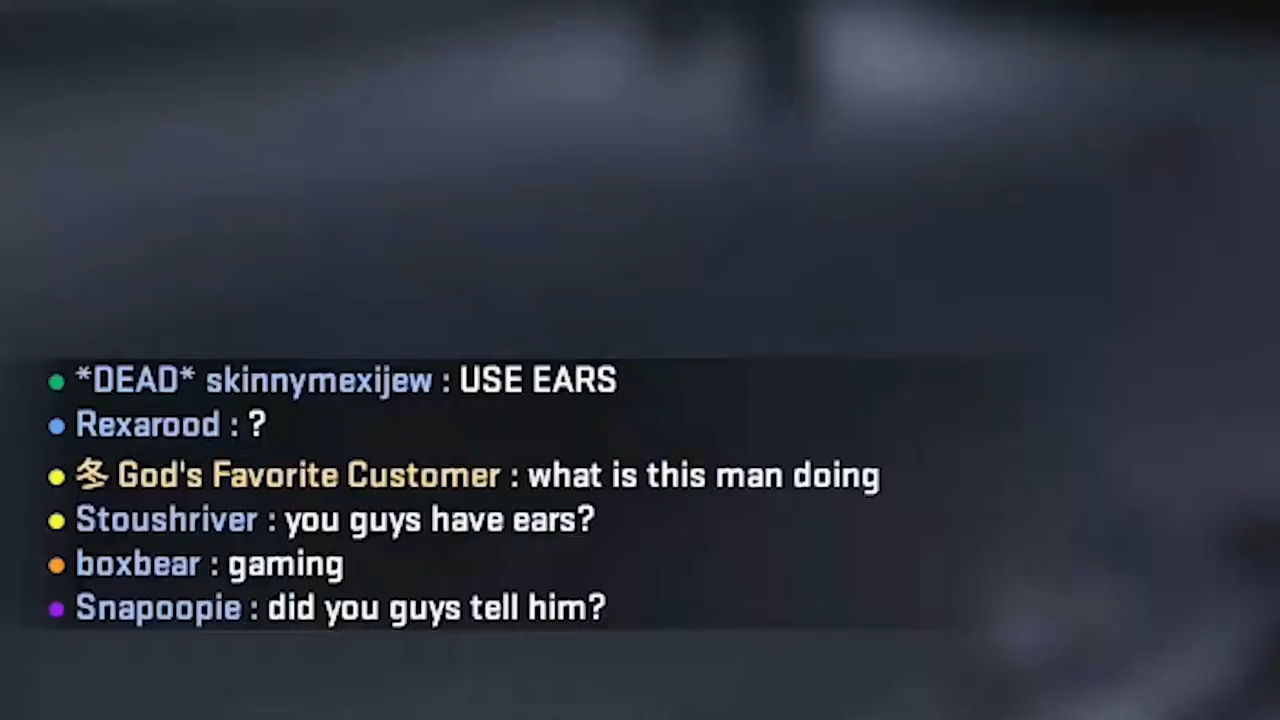 *DEAD* skinnymexijew : USE EARS
Rexarood : ?
冬 God's Favorite Customer : what is this man doing
Stoushriver : you guys have ears?
boxbear : gaming
Snapoopie : did you guys tell him?